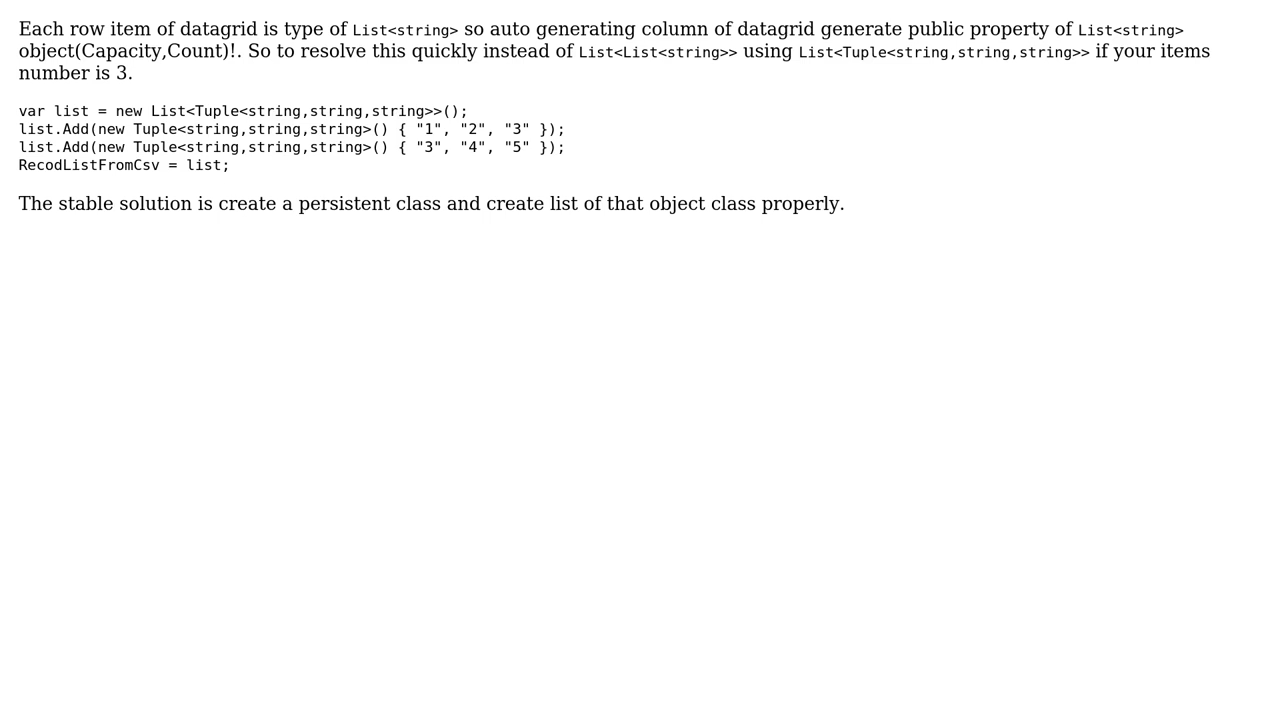 Each row item of datagrid is type of List<string> so auto generating column of datagrid generate public property of List<string>
object(Capacity,Count)!. So to resolve this quickly instead of List<List<string>> using List<Tuple<string,string,string>> if your items
number is 3.
var list = new List<Tuple<string,string,string>>();
list.Add(new Tuple<string,string,string>() { "1", "2", "3" });
list.Add(new Tuple<string,string,string>() { "3", "4", "5" });
RecodListFromCsv = list;
The stable solution is create a persistent class and create list of that object class properly.